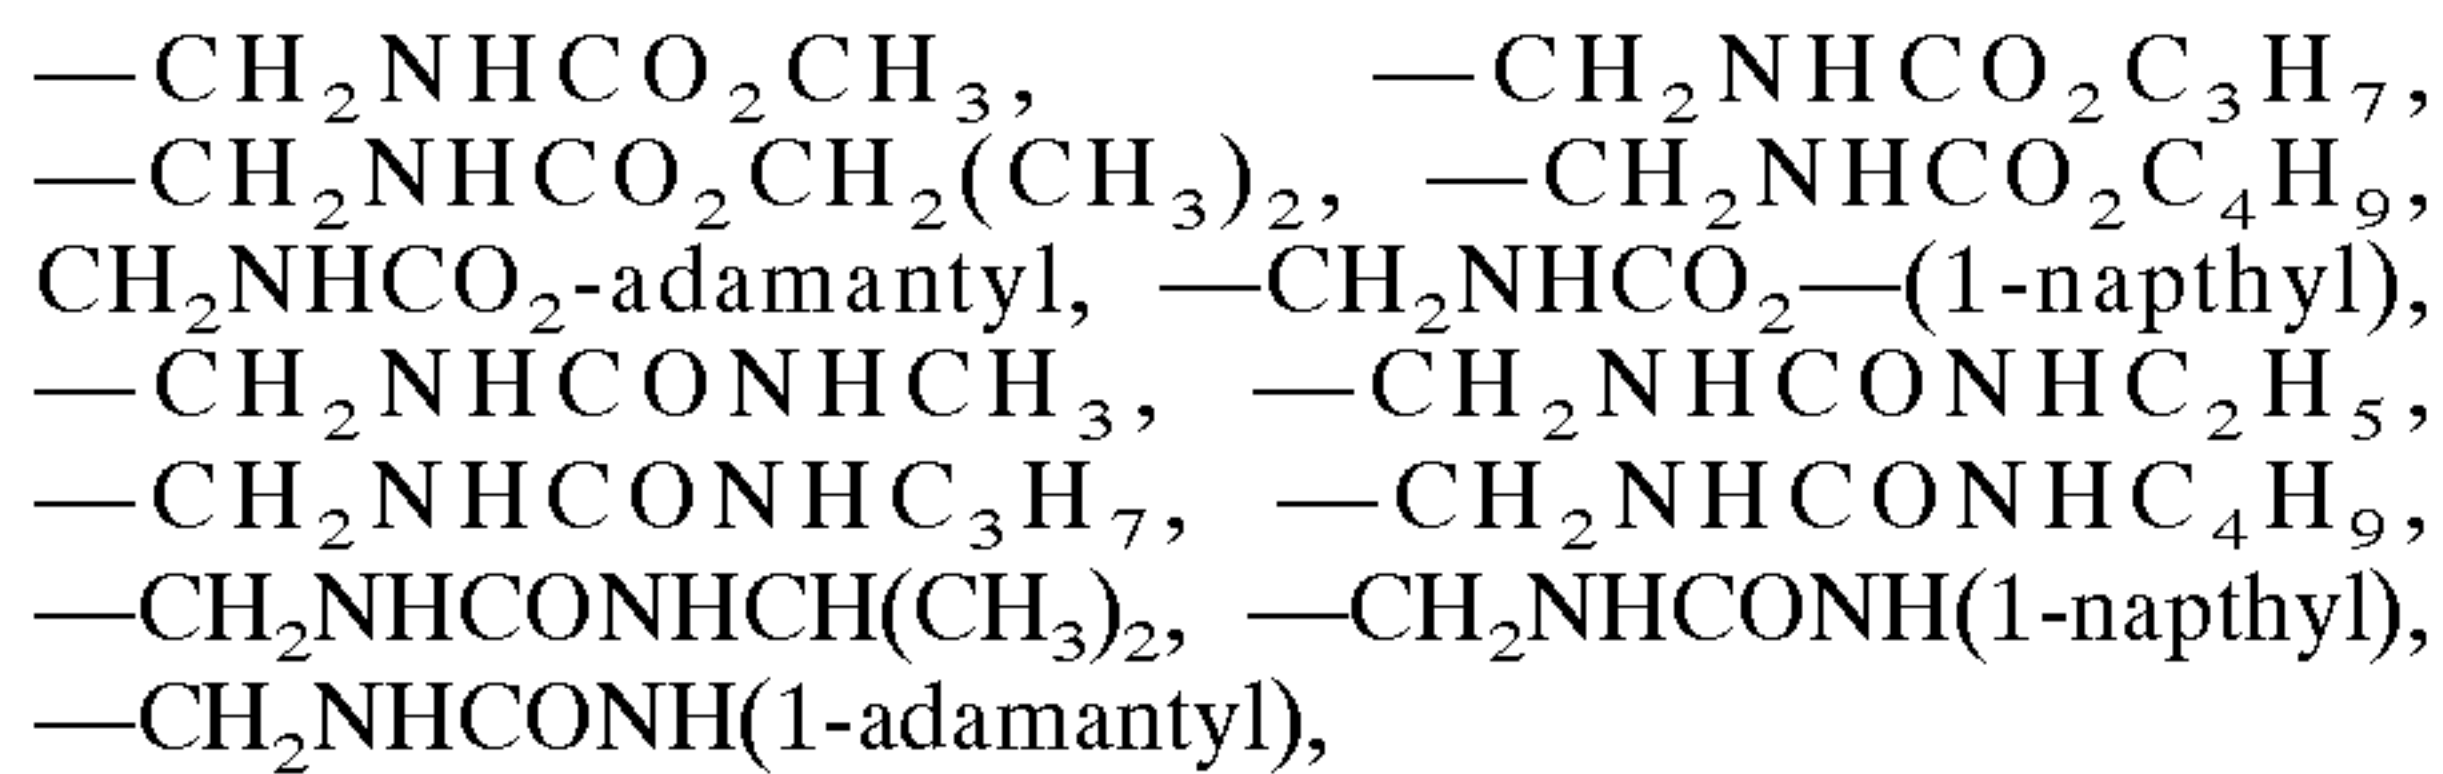 —CH₂NHCO₂CH₃, —CH₂NHCO₂C₃H₇,
—CH₂NHCO₂CH₂(CH₃)₂, —CH₂NHCO₂C₄H₉,
CH₂NHCO₂-adamantyl, —CH₂NHCO₂—(1-napthyl),
—CH₂NHCONHCH₃, —CH₂NHCONHC₂H₅,
—CH₂NHCONHC₃H₇, —CH₂NHCONHC₄H₉,
—CH₂NHCONHCH(CH₃)₂, —CH₂NHCONH(1-napthyl),
—CH₂NHCONH(1-adamantyl),